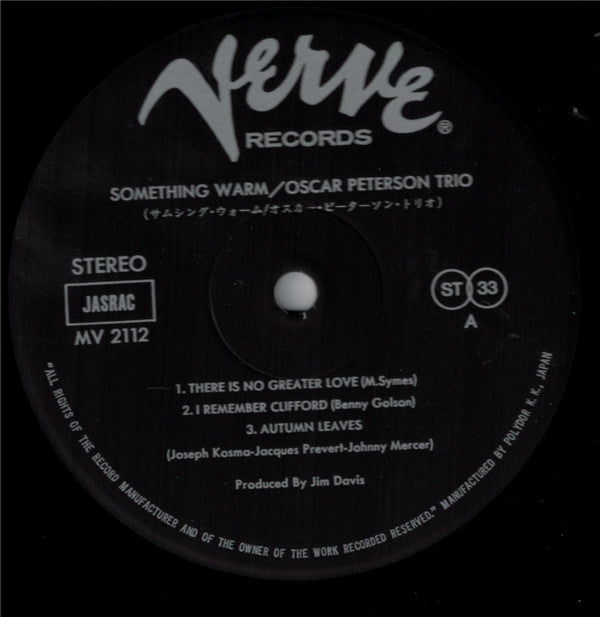 Verve®
RECORDS
SOMETHING WARM/OSCAR PETERSON TRIO
(サムシング・ウォーム/オスカー・ピーターソン・トリオ)
STEREO
JASRAC
MV 2112
ST 33
A
1. THERE IS NO GREATER LOVE (M.Symes)
2. I REMEMBER CLIFFORD (Benny Golson)
3. AUTUMN LEAVES
(Joseph Kosma-Jacques Prevert-Johnny Mercer)
Produced By Jim Davis
"ALL RIGHTS OF THE RECORD MANUFACTURER AND OF THE OWNER OF THE WORK RECORDED RESERVED." MANUFACTURED BY POLYDOR K. K., JAPAN